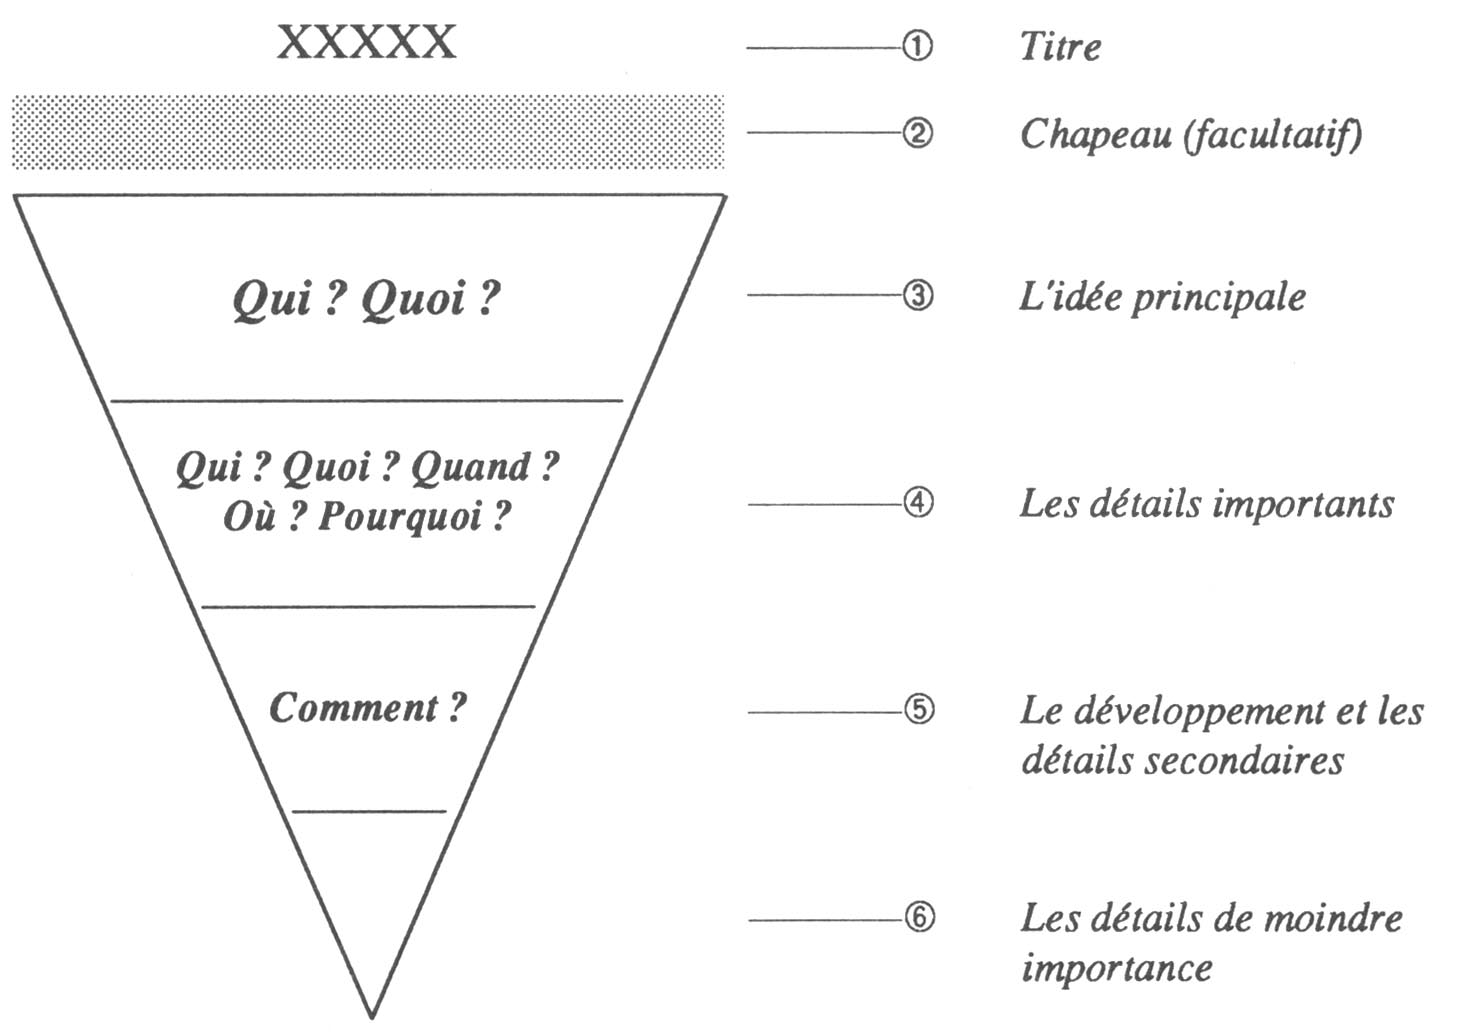 XXXXX ① Titre
② Chapeau (facultatif)
Qui ? Quoi ? ③ L'idée principale
Qui ? Quoi ? Quand ?
Où ? Pourquoi ? ④ Les détails importants
Comment ? ⑤ Le développement et les
détails secondaires
⑥ Les détails de moindre
importance